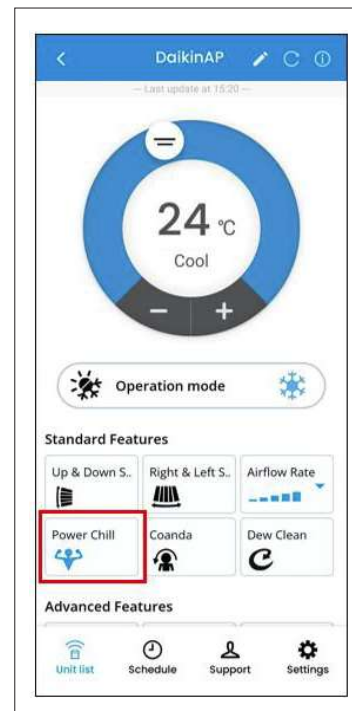 DaikinAP
— Last update at 15:20 —
24 °C
Cool
Operation mode
Standard Features
Up & Down S..
Right & Left S..
Airflow Rate
Power Chill
Coanda
Dew Clean
Advanced Features
Unit list
Schedule
Support
Settings